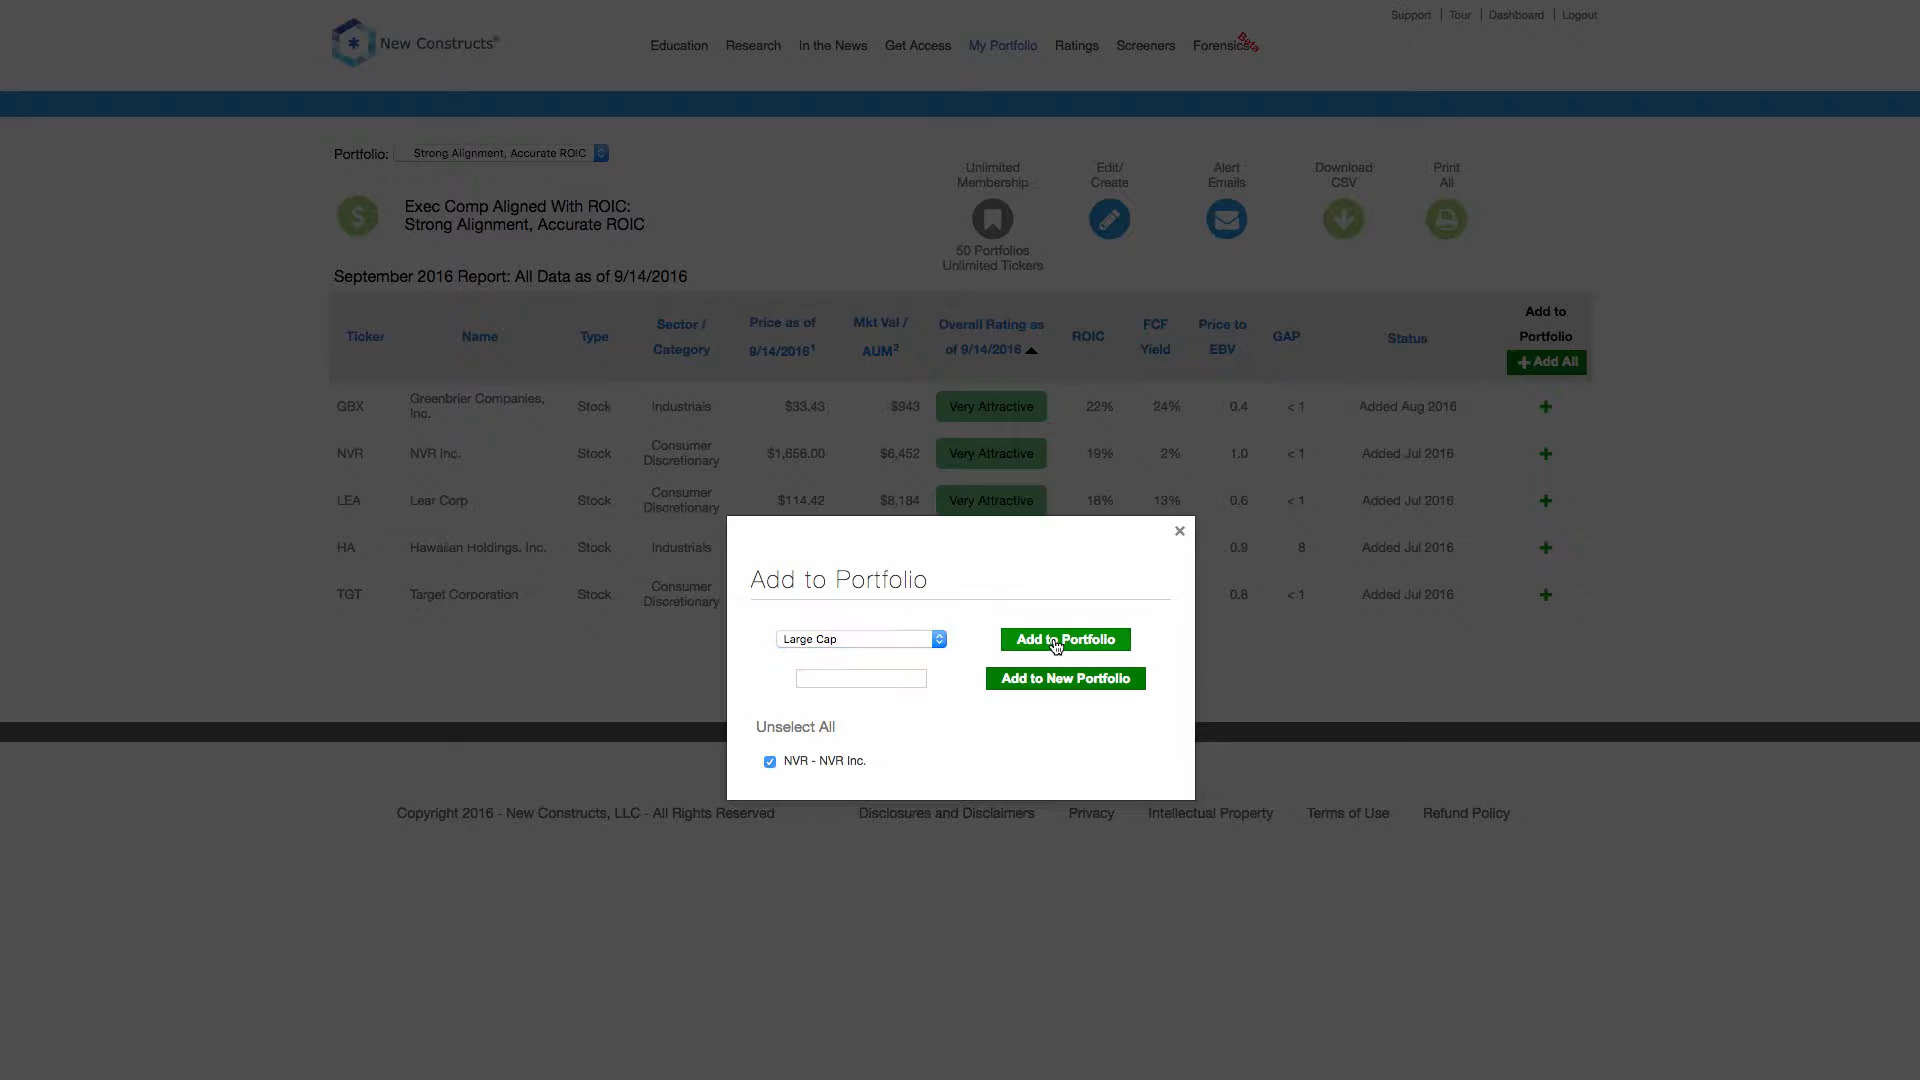 Support | Tour | Dashboard | Logout
New Constructs®
Education Research In the News Get Access My Portfolio Ratings Screeners Forensics Beta
Portfolio: Strong Alignment, Accurate ROIC
Unlimited Membership
50 Portfolios
Unlimited Tickers
Edit/ Create
Alert Emails
Download CSV
Print All
Exec Comp Aligned With ROIC:
Strong Alignment, Accurate ROIC
September 2016 Report: All Data as of 9/14/2016
Ticker Name Type Sector / Category Price as of 9/14/2016¹ Mkt Val / AUM² Overall Rating as of 9/14/2016 ROIC FCF Yield Price to EBV GAP Status Add to Portfolio
Add All
GBX Greenbrier Companies, Inc. Stock Industrials $33.43 $943 Very Attractive 22% 24% 0.4 < 1 Added Aug 2016
NVR NVR Inc. Stock Consumer Discretionary $1,656.00 $6,452 Very Attractive 19% 2% 1.0 < 1 Added Jul 2016
LEA Lear Corp Stock Consumer Discretionary $114.42 $8,184 Very Attractive 18% 13% 0.6 < 1 Added Jul 2016
HA Hawaiian Holdings, Inc. Stock Industrials 0.9 8 Added Jul 2016
TGT Target Corporation Stock Consumer Discretionary 0.8 < 1 Added Jul 2016
Add to Portfolio
Large Cap
Add to Portfolio
Add to New Portfolio
Unselect All
NVR - NVR Inc.
Copyright 2016 - New Constructs, LLC - All Rights Reserved Disclosures and Disclaimers Privacy Intellectual Property Terms of Use Refund Policy